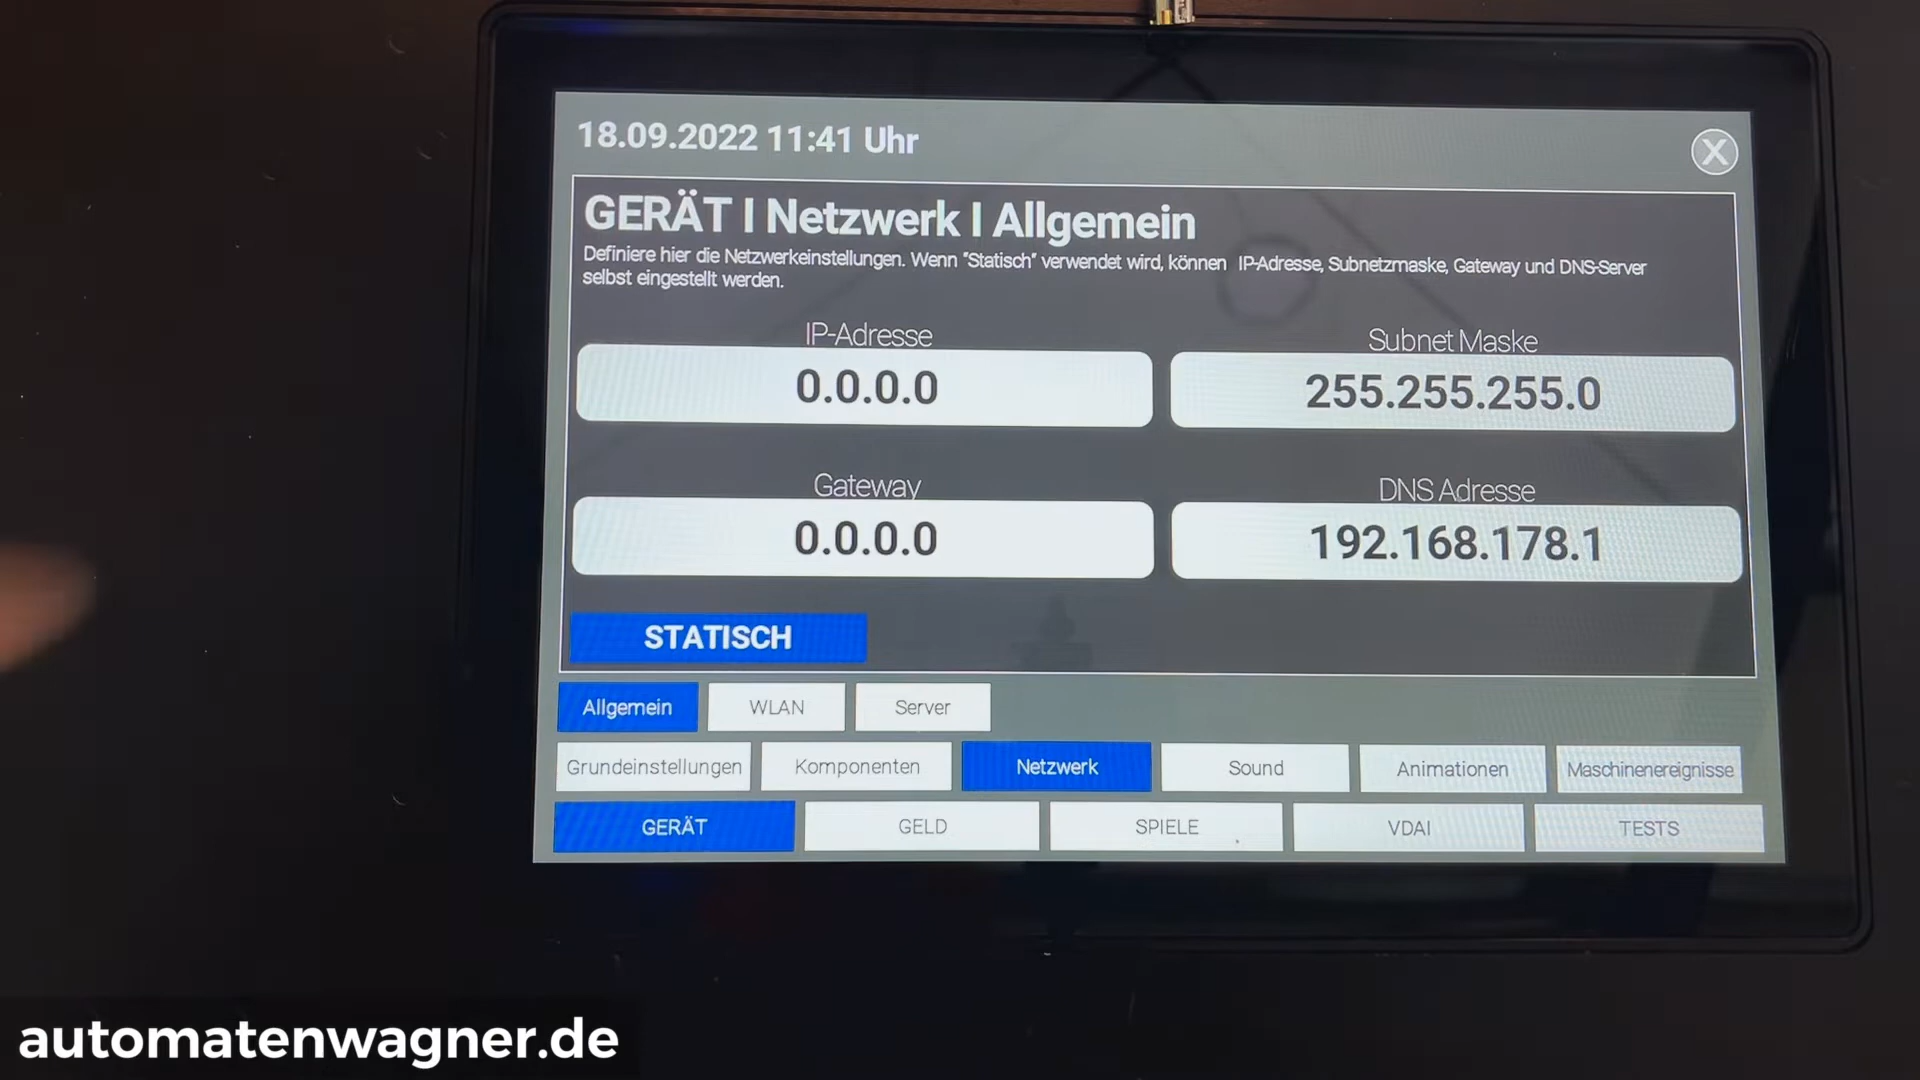 18.09.2022 11:41 Uhr
X
GERÄT I Netzwerk I Allgemein
Definiere hier die Netzwerkeinstellungen. Wenn "Statisch" verwendet wird, können IP-Adresse, Subnetzmaske, Gateway und DNS-Server
selbst eingestellt werden.
IP-Adresse
0.0.0.0
Subnet Maske
255.255.255.0
Gateway
0.0.0.0
DNS Adresse
192.168.178.1
STATISCH
Allgemein WLAN Server
Grundeinstellungen Komponenten Netzwerk Sound Animationen Maschinenereignisse
GERÄT GELD SPIELE VDAI TESTS
automatenwagner.de